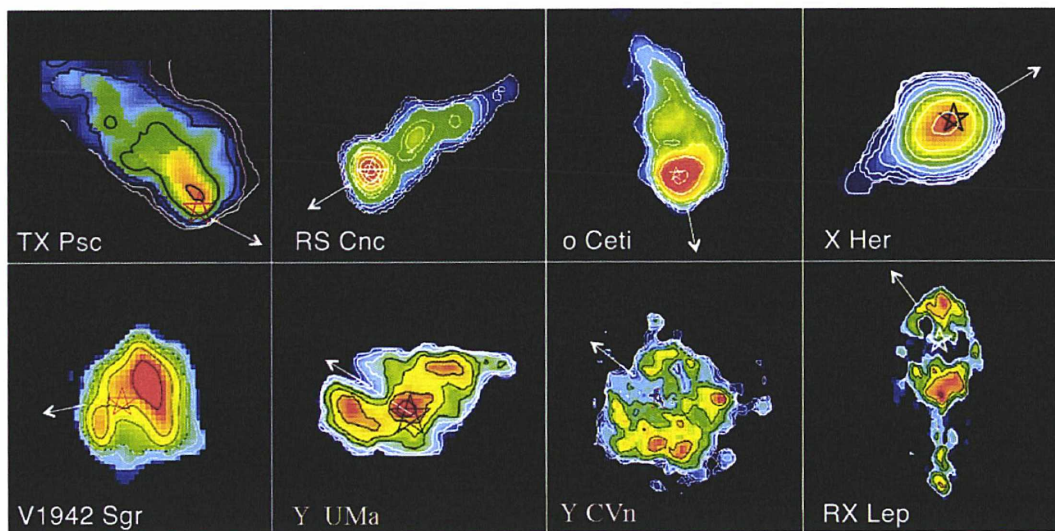 TX Psc
RS Cnc
o Ceti
X Her
V1942 Sgr
Y UMa
Y CVn
RX Lep